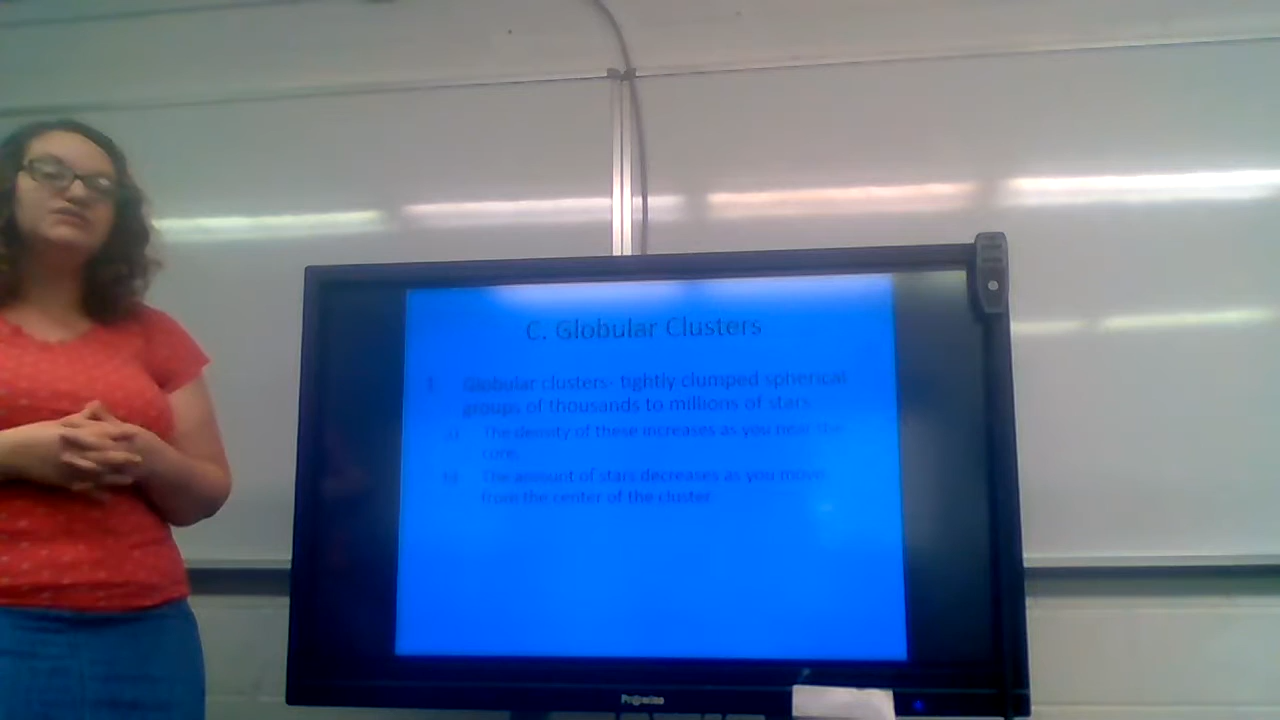 C. Globular Clusters
1. Globular clusters- tightly clumped spherical
groups of thousands to millions of stars
a) The density of these increases as you near the
core.
b) The amount of stars decreases as you move
from the center of the cluster
Promethean